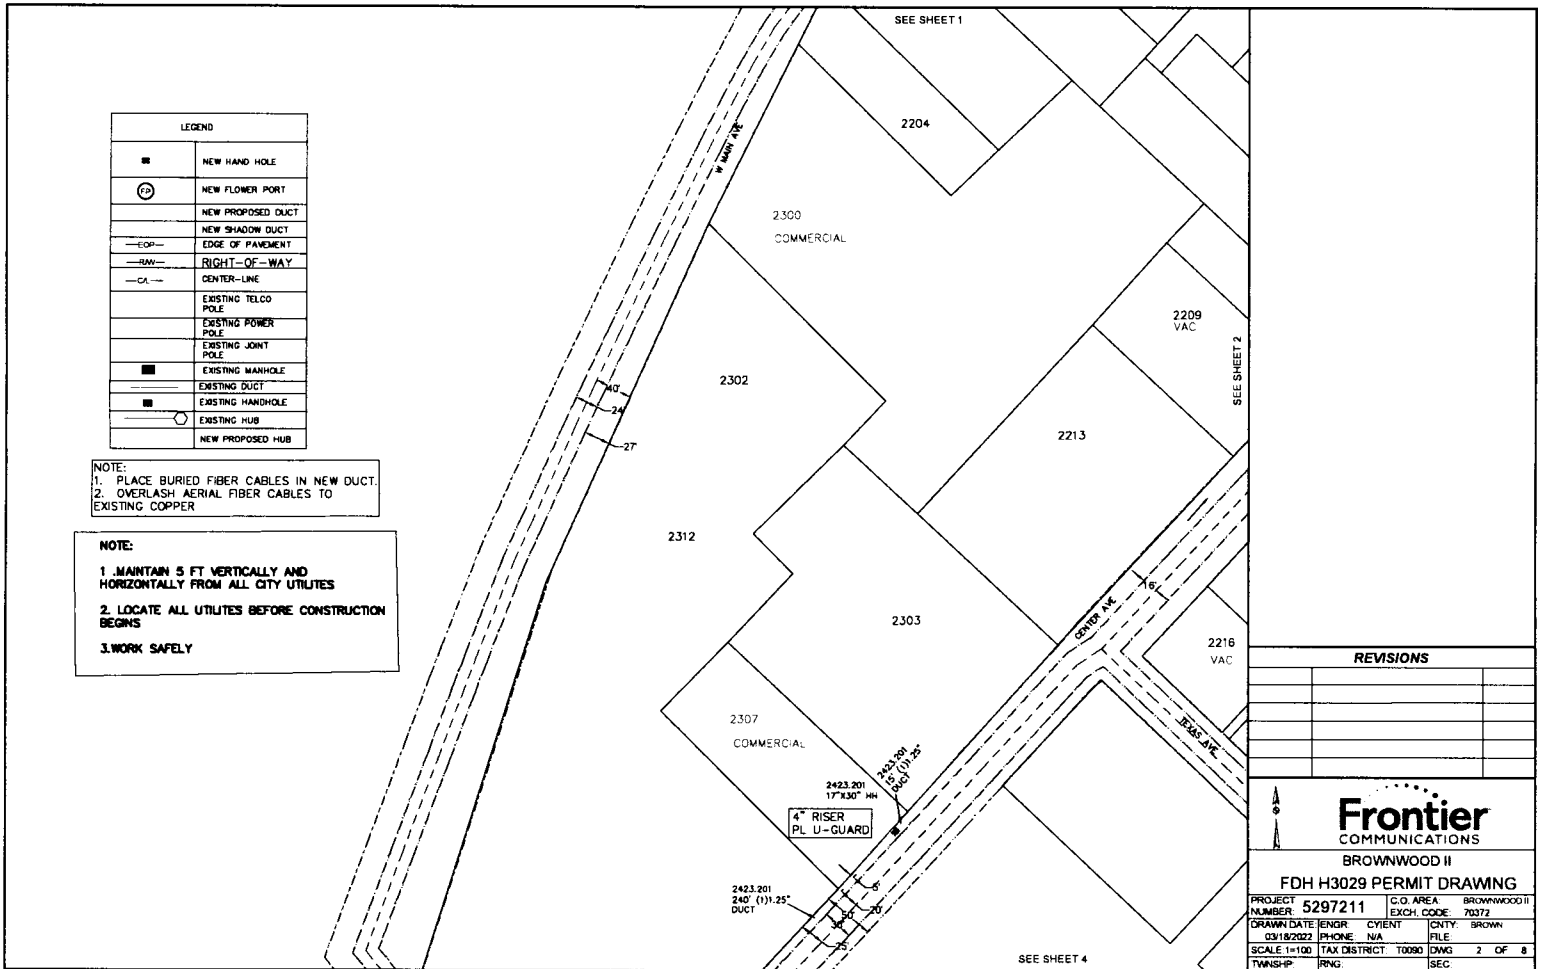 SEE SHEET 1
LEGEND
NEW HAND HOLE
FP
NEW FLOWER PORT
NEW PROPOSED DUCT
NEW SHADOW DUCT
EOP
EDGE OF PAVEMENT
R/W
RIGHT-OF-WAY
C/L
CENTER-LINE
EXISTING TELCO
POLE
EXISTING POWER
POLE
EXISTING JOINT
POLE
EXISTING MANHOLE
EXISTING DUCT
EXISTING HANDHOLE
EXISTING HUB
NEW PROPOSED HUB
NOTE:
1. PLACE BURIED FIBER CABLES IN NEW DUCT.
2. OVERLASH AERIAL FIBER CABLES TO
EXISTING COPPER
NOTE:
1 .MAINTAIN 5 FT VERTICALLY AND
HORIZONTALLY FROM ALL CITY UTILITES
2. LOCATE ALL UTILITES BEFORE CONSTRUCTION
BEGINS
3.WORK SAFELY
W MAIN AVE
2204
2300
COMMERCIAL
2209
VAC
SEE SHEET 2
2302
40'
24'
27'
2213
2312
2303
CENTER AVE
6'
2216
VAC
TEXAS AVE
2307
COMMERCIAL
2423.201
15' (1)1.25"
DUCT
2423.201
17"X30" HH
4" RISER
PL U-GUARD
2423.201
240' (1)1.25"
DUCT
5'
20'
50'
25'
SEE SHEET 4
REVISIONS
Frontier
COMMUNICATIONS
BROWNWOOD II
FDH H3029 PERMIT DRAWING
PROJECT
NUMBER: 5297211
C.O. AREA: BROWNWOOD II
EXCH. CODE: 70372
DRAWN DATE:
03/18/2022
ENGR: CYIENT
PHONE: N/A
CNTY: BROWN
FILE:
SCALE 1=100
TAX DISTRICT: T0090
DWG 2 OF 8
TWNSHP:
RNG:
SEC: